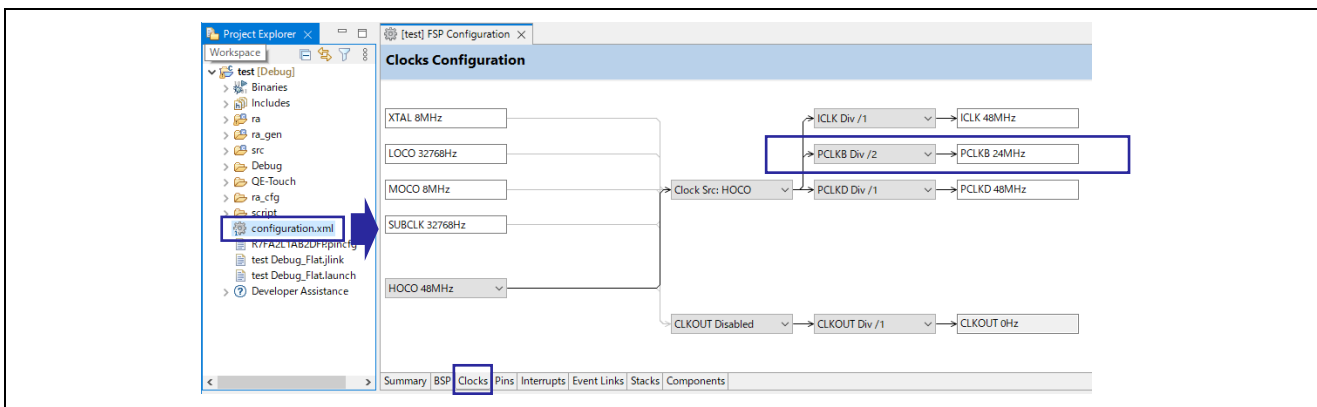 Project Explorer
[test] FSP Configuration
Workspace
Clocks Configuration
test [Debug]
Binaries
Includes
ra
ra_gen
src
Debug
QE-Touch
ra_cfg
script
configuration.xml
R7FA2L1AB2DFP.pincfg
test Debug_Flat.jlink
test Debug_Flat.launch
Developer Assistance
XTAL 8MHz
LOCO 32768Hz
MOCO 8MHz
SUBCLK 32768Hz
HOCO 48MHz
Clock Src: HOCO
ICLK Div /1
ICLK 48MHz
PCLKB Div /2
PCLKB 24MHz
PCLKD Div /1
PCLKD 48MHz
CLKOUT Disabled
CLKOUT Div /1
CLKOUT 0Hz
Summary BSP Clocks Pins Interrupts Event Links Stacks Components